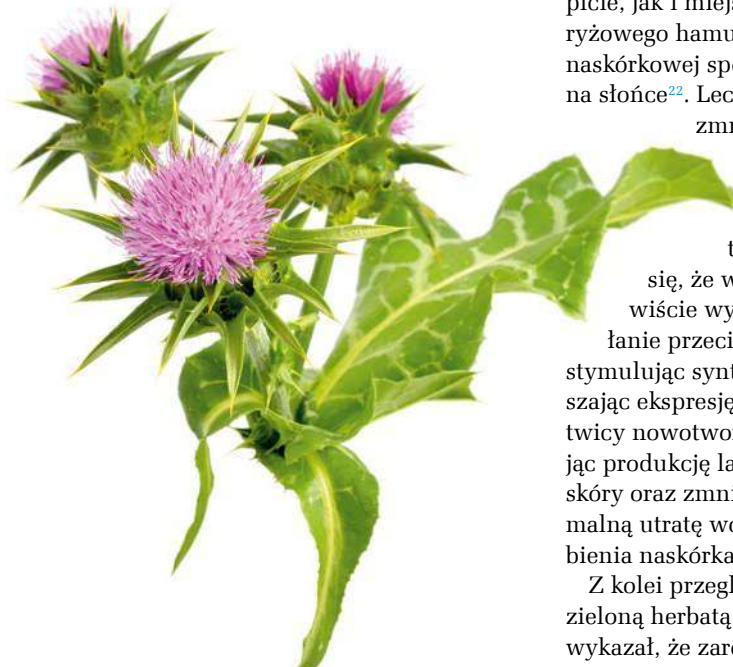 picie, jak i miejs
ryżowego hamu
naskórkowej spo
na słońce²². Lec
zmn
t
się, że w
wiście wy
łanie przeci
stymulując synt
szając ekspresję
twicy nowotwor
jąc produkcję la
skóry oraz zmni
malną utratę wo
bienia naskórka
Z kolei przegl
zieloną herbatą
wykazał, że zaro